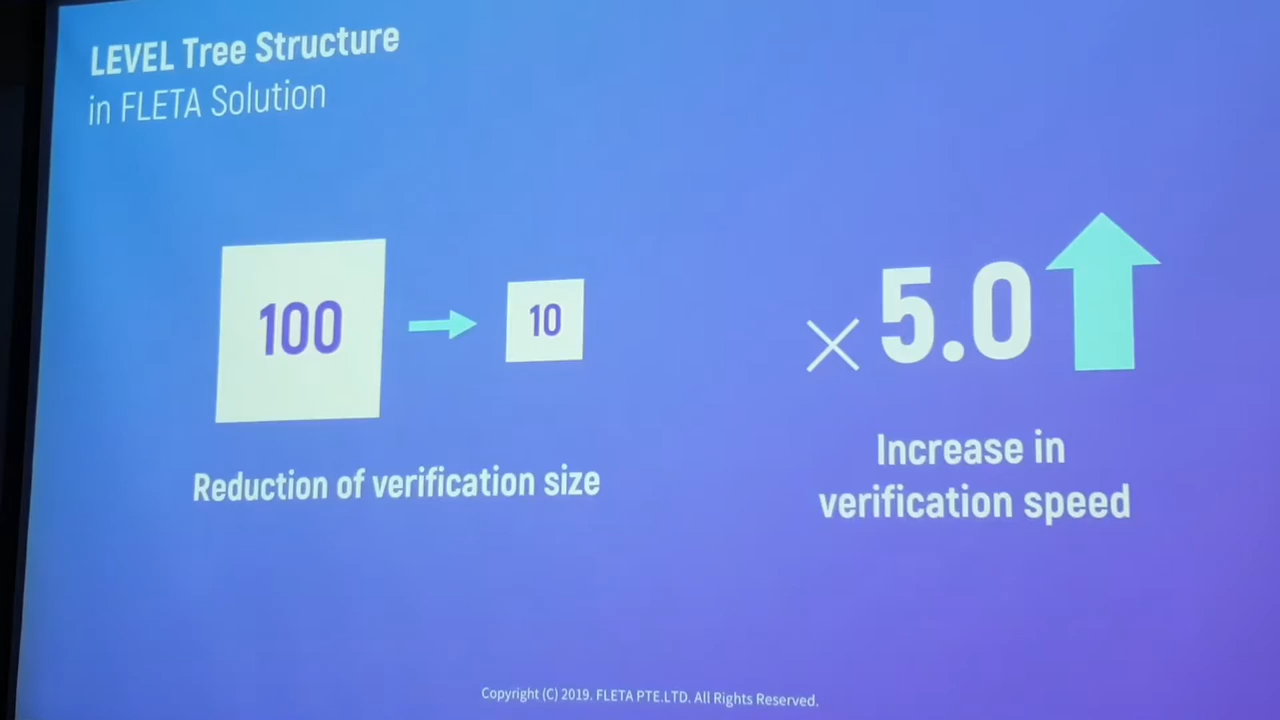 LEVEL Tree Structure
in FLETA Solution
100
10
Reduction of verification size
× 5.0
Increase in
verification speed
Copyright (C) 2019. FLETA PTE.LTD. All Rights Reserved.